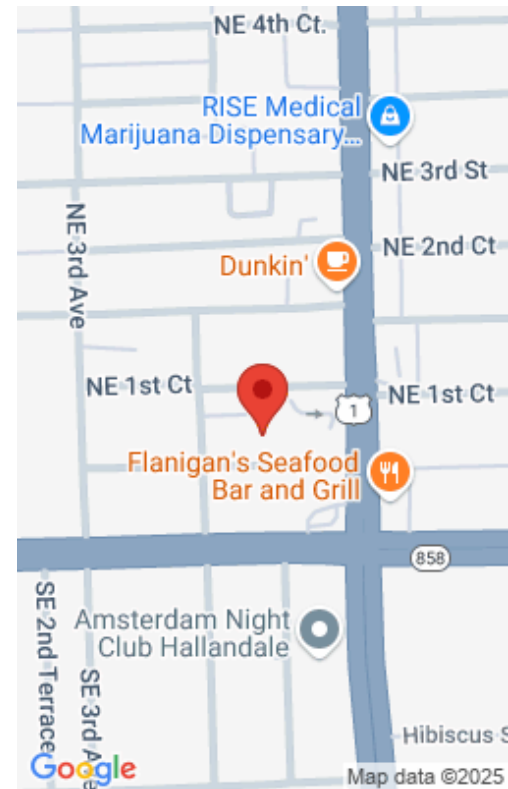 NE 4th Ct.
RISE Medical
Marijuana Dispensary...
NE 3rd St
NE 3rd Ave
NE 2nd Ct
Dunkin'
NE 1st Ct
1
NE 1st Ct
Flanigan's Seafood
Bar and Grill
858
SE 2nd Terrace
Amsterdam Night
Club Hallandale
SE 3rd A
Hibiscus S
Google
Map data ©2025